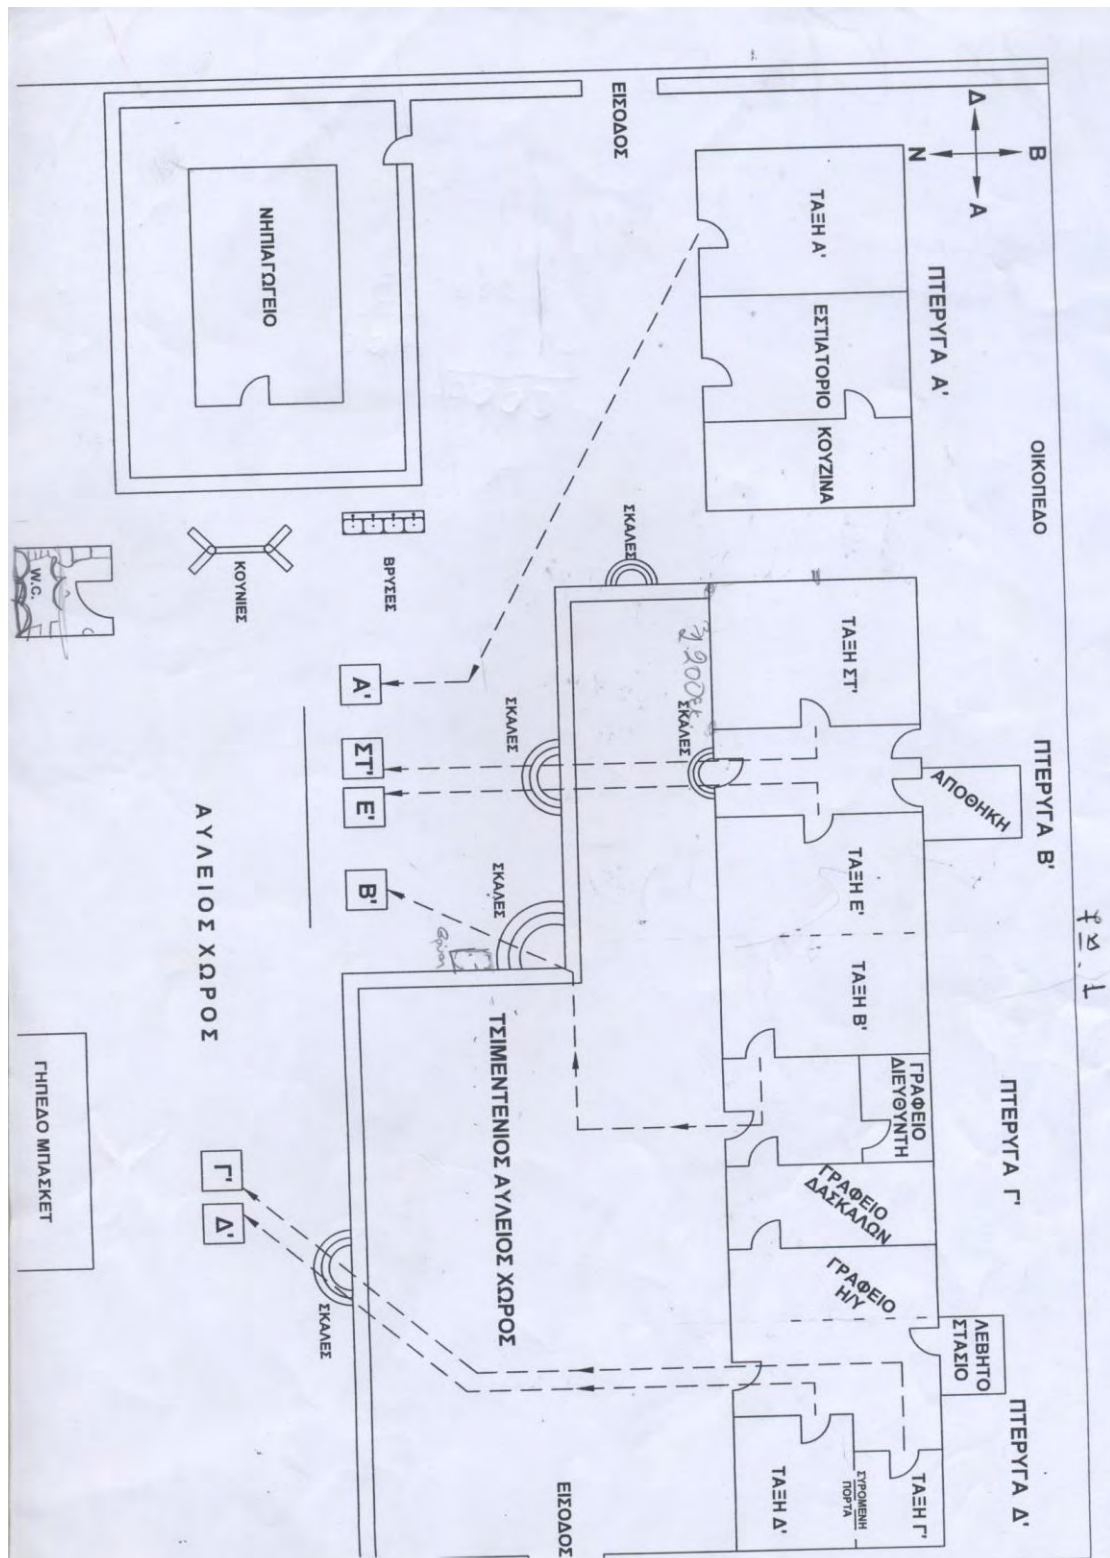 Β
Δ
Α
Ν
ΟΙΚΟΠΕΔΟ
ΠΤΕΡΥΓΑ Α'
ΠΤΕΡΥΓΑ Β'
ΠΤΕΡΥΓΑ Γ'
ΠΤΕΡΥΓΑ Δ'
ΤΑΞΗ Α'
ΕΣΤΙΑΤΟΡΙΟ
ΚΟΥΖΙΝΑ
ΤΑΞΗ ΣΤ'
ΑΠΟΘΗΚΗ
ΤΑΞΗ Ε'
ΤΑΞΗ Β'
ΓΡΑΦΕΙΟ
ΔΙΕΥΘΥΝΤΗ
ΓΡΑΦΕΙΟ
ΔΑΣΚΑΛΩΝ
ΓΡΑΦΕΙΟ
Η/Υ
ΛΕΒΗΤΟ
ΣΤΑΣΙΟ
ΤΑΞΗ Γ'
ΣΥΡΟΜΕΝΗ
ΠΟΡΤΑ
ΤΑΞΗ Δ'
ΕΙΣΟΔΟΣ
ΣΚΑΛΕΣ
ΣΚΑΛΕΣ
ΣΚΑΛΕΣ
ΣΚΑΛΕΣ
ΤΣΙΜΕΝΤΕΝΙΟΣ ΑΥΛΕΙΟΣ ΧΩΡΟΣ
ΕΙΣΟΔΟΣ
ΝΗΠΙΑΓΩΓΕΙΟ
ΒΡΥΣΕΣ
ΚΟΥΝΙΕΣ
W.C.
Α'
ΣΤ'
Ε'
Β'
ΣΚΑΛΕΣ
Γ'
Δ'
ΑΥΛΕΙΟΣ ΧΩΡΟΣ
ΓΗΠΕΔΟ ΜΠΑΣΚΕΤ